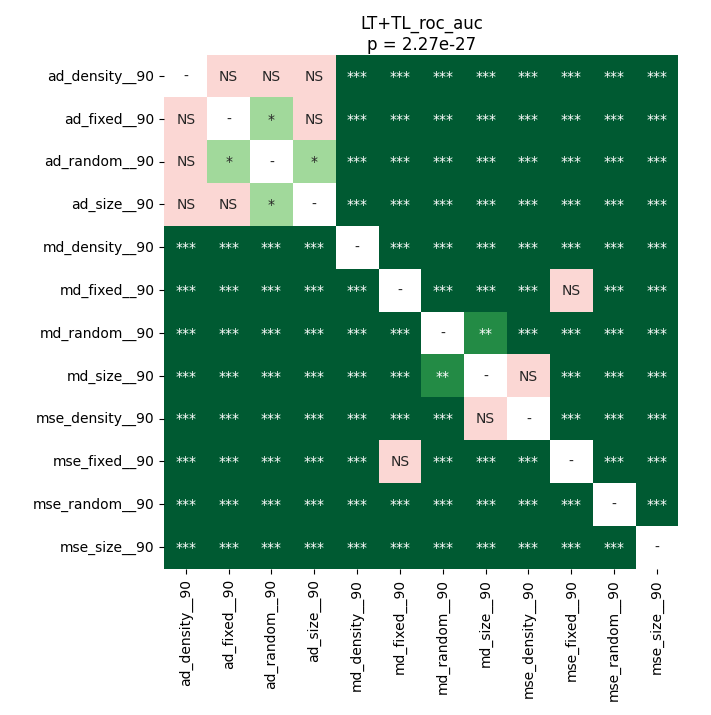 LT+TL_roc_auc
p = 2.27e-27
ad_density__90 - NS NS NS *** *** *** *** *** *** *** ***
ad_fixed__90 NS - * NS *** *** *** *** *** *** *** ***
ad_random__90 NS * - * *** *** *** *** *** *** *** ***
ad_size__90 NS NS * - *** *** *** *** *** *** *** ***
md_density__90 *** *** *** *** - *** *** *** *** *** *** ***
md_fixed__90 *** *** *** *** *** - *** *** *** NS *** ***
md_random__90 *** *** *** *** *** *** - ** *** *** *** ***
md_size__90 *** *** *** *** *** *** ** - NS *** *** ***
mse_density__90 *** *** *** *** *** *** *** NS - *** *** ***
mse_fixed__90 *** *** *** *** *** NS *** *** *** - *** ***
mse_random__90 *** *** *** *** *** *** *** *** *** *** - ***
mse_size__90 *** *** *** *** *** *** *** *** *** *** *** -
ad_density__90
ad_fixed__90
ad_random__90
ad_size__90
md_density__90
md_fixed__90
md_random__90
md_size__90
mse_density__90
mse_fixed__90
mse_random__90
mse_size__90